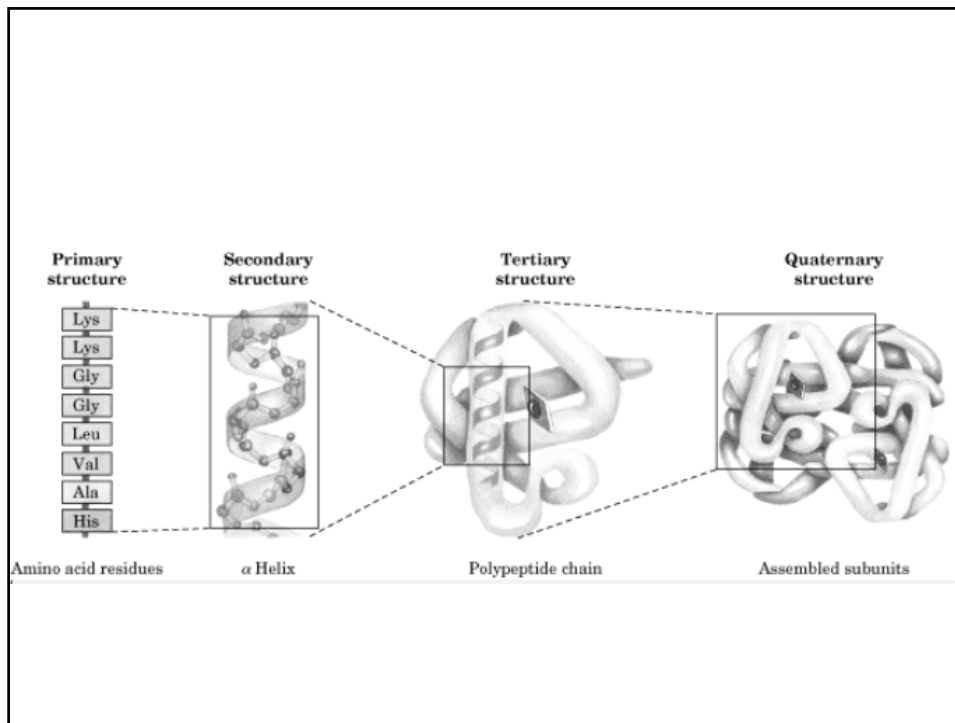 Primary
structure
Secondary
structure
Tertiary
structure
Quaternary
structure
Lys
Lys
Gly
Gly
Leu
Val
Ala
His
Amino acid residues
α Helix
Polypeptide chain
Assembled subunits